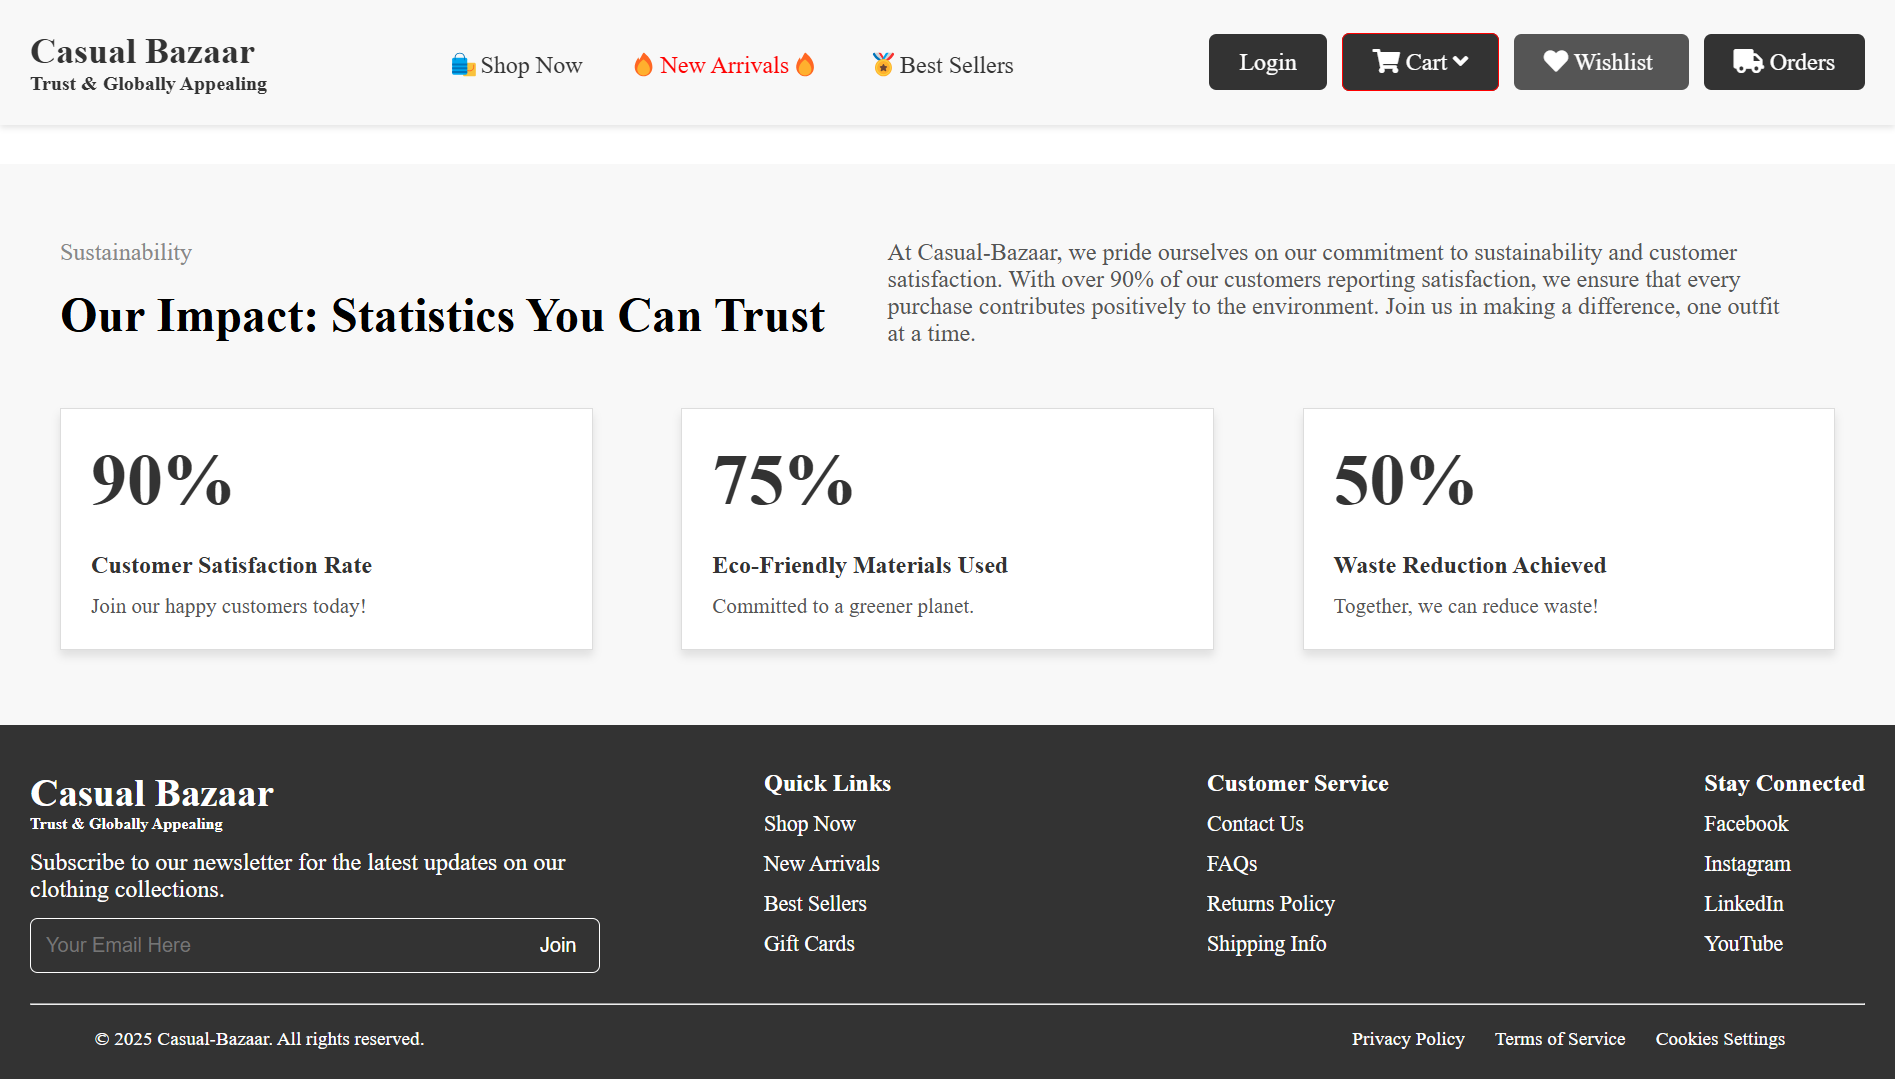 Casual Bazaar
Trust & Globally Appealing
Shop Now
New Arrivals
Best Sellers
Login
Cart
Wishlist
Orders
Sustainability
Our Impact: Statistics You Can Trust
At Casual-Bazaar, we pride ourselves on our commitment to sustainability and customer
satisfaction. With over 90% of our customers reporting satisfaction, we ensure that every
purchase contributes positively to the environment. Join us in making a difference, one outfit
at a time.
90%
Customer Satisfaction Rate
Join our happy customers today!
75%
Eco-Friendly Materials Used
Committed to a greener planet.
50%
Waste Reduction Achieved
Together, we can reduce waste!
Casual Bazaar
Trust & Globally Appealing
Subscribe to our newsletter for the latest updates on our
clothing collections.
Your Email Here
Join
Quick Links
Shop Now
New Arrivals
Best Sellers
Gift Cards
Customer Service
Contact Us
FAQs
Returns Policy
Shipping Info
Stay Connected
Facebook
Instagram
LinkedIn
YouTube
© 2025 Casual-Bazaar. All rights reserved.
Privacy Policy
Terms of Service
Cookies Settings